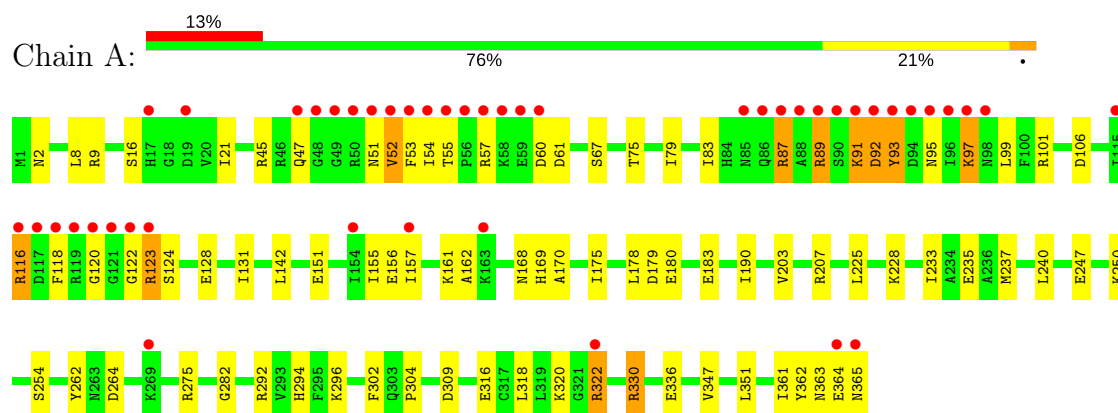 13%
Chain A:
76% 21% •
M1 N2 L8 R9 S16 H17 G18 D19 V20 I21 R45 R46 Q47 G48 G49 R50 N51 V52 F53 I54 T55 P56 R57 K58 E59 D60 D61 S67 T75 I79 I83 H84 N85 Q86 R87 A88 R89 S90 K91 D92 Y93 D94 N95 I96 K97 N98 L99 F100 R101 D106 I115
R116 D117 F118 R119 G120 G121 G122 R123 S124 E128 I131 L142 E151 I154 I155 E156 I157 K161 A162 K163 N168 H169 A170 I175 L178 D179 E180 E183 I190 V203 R207 L225 K228 I233 A234 E235 A236 M237 L240 E247 K250
S254 Y262 N263 D264 K269 R275 G282 R292 V293 H294 F295 K296 F302 Q303 P304 D309 E316 C317 L318 L319 K320 G321 R322 R330 E336 V347 L351 I361 Y362 N363 E364 N365